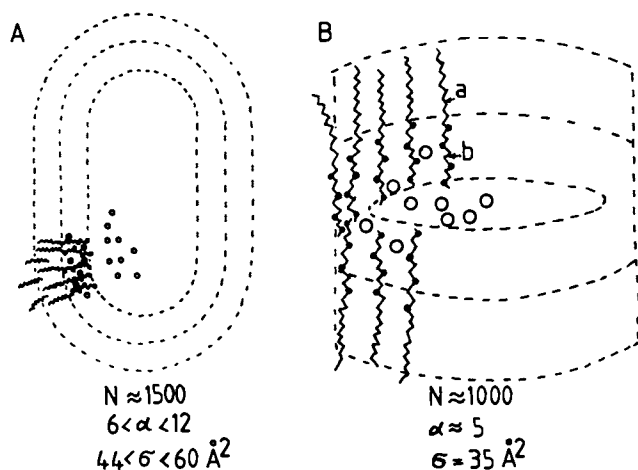 A
B
a
b
N ≈ 1500
6 < α < 12
44 < σ < 60 Å²
N ≈ 1000
α ≈ 5
σ = 35 Å²